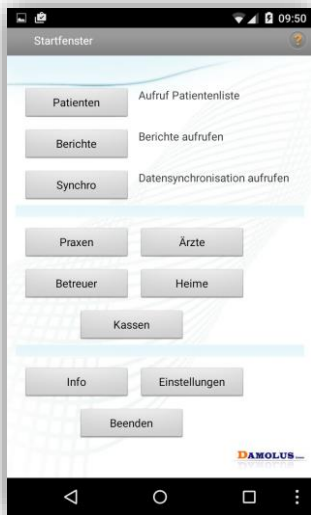 09:50
Startfenster
Patienten Aufruf Patientenliste
Berichte Berichte aufrufen
Synchro Datensynchronisation aufrufen
Praxen Ärzte
Betreuer Heime
Kassen
Info Einstellungen
Beenden
DAMOLUS